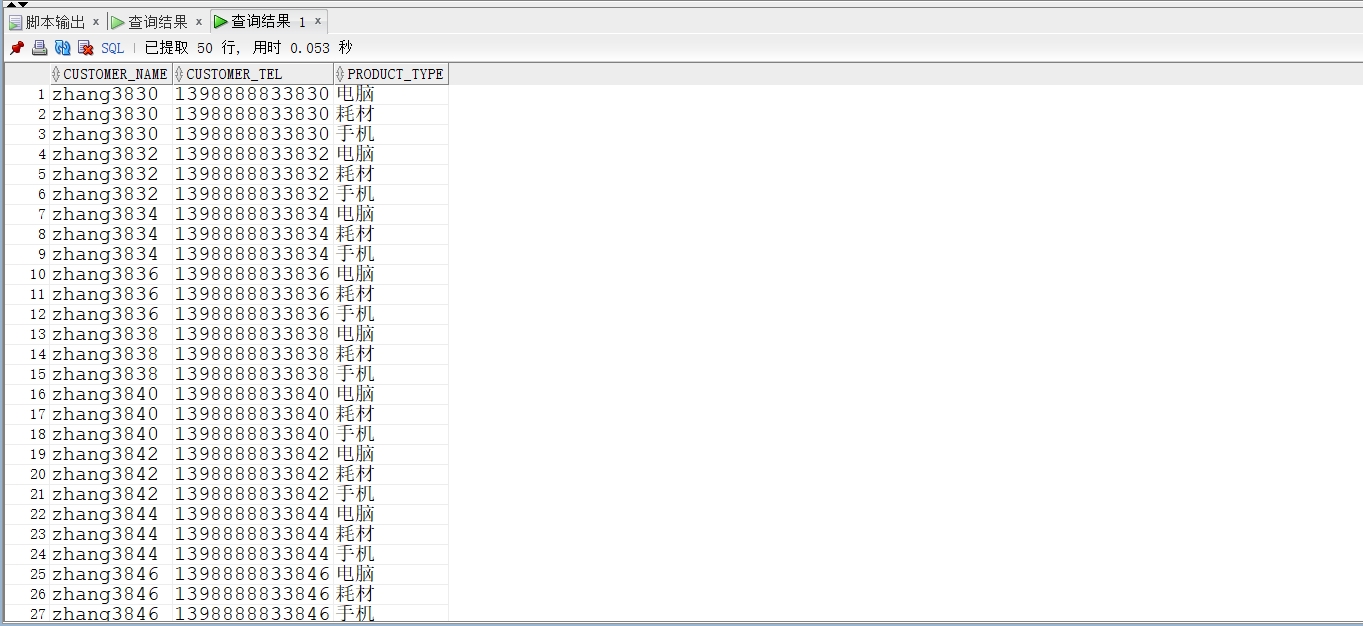 脚本输出 × 查询结果 × 查询结果 1 ×
SQL | 已提取 50 行, 用时 0.053 秒
CUSTOMER_NAME CUSTOMER_TEL PRODUCT_TYPE
1 zhang3830 1398888833830 电脑
2 zhang3830 1398888833830 耗材
3 zhang3830 1398888833830 手机
4 zhang3832 1398888833832 电脑
5 zhang3832 1398888833832 耗材
6 zhang3832 1398888833832 手机
7 zhang3834 1398888833834 电脑
8 zhang3834 1398888833834 耗材
9 zhang3834 1398888833834 手机
10 zhang3836 1398888833836 电脑
11 zhang3836 1398888833836 耗材
12 zhang3836 1398888833836 手机
13 zhang3838 1398888833838 电脑
14 zhang3838 1398888833838 耗材
15 zhang3838 1398888833838 手机
16 zhang3840 1398888833840 电脑
17 zhang3840 1398888833840 耗材
18 zhang3840 1398888833840 手机
19 zhang3842 1398888833842 电脑
20 zhang3842 1398888833842 耗材
21 zhang3842 1398888833842 手机
22 zhang3844 1398888833844 电脑
23 zhang3844 1398888833844 耗材
24 zhang3844 1398888833844 手机
25 zhang3846 1398888833846 电脑
26 zhang3846 1398888833846 耗材
27 zhang3846 1398888833846 手机